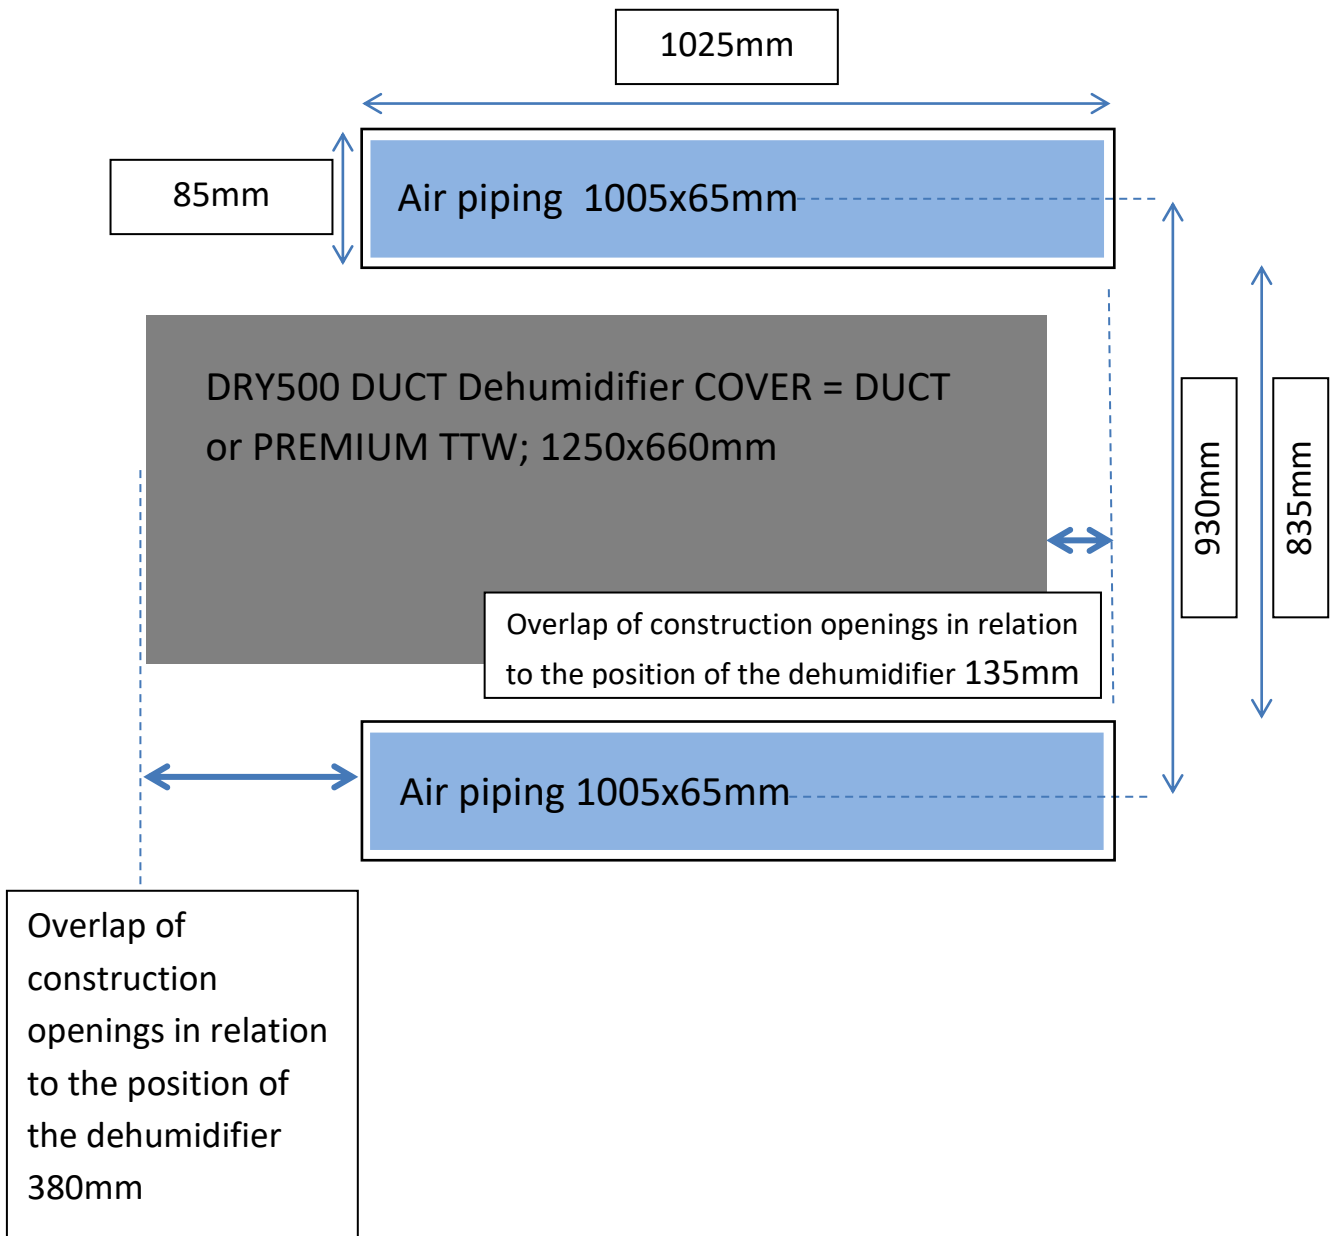 1025mm
85mm
Air piping 1005x65mm
DRY500 DUCT Dehumidifier COVER = DUCT
or PREMIUM TTW; 1250x660mm
930mm
835mm
Overlap of construction openings in relation
to the position of the dehumidifier 135mm
Air piping 1005x65mm
Overlap of
construction
openings in relation
to the position of
the dehumidifier
380mm